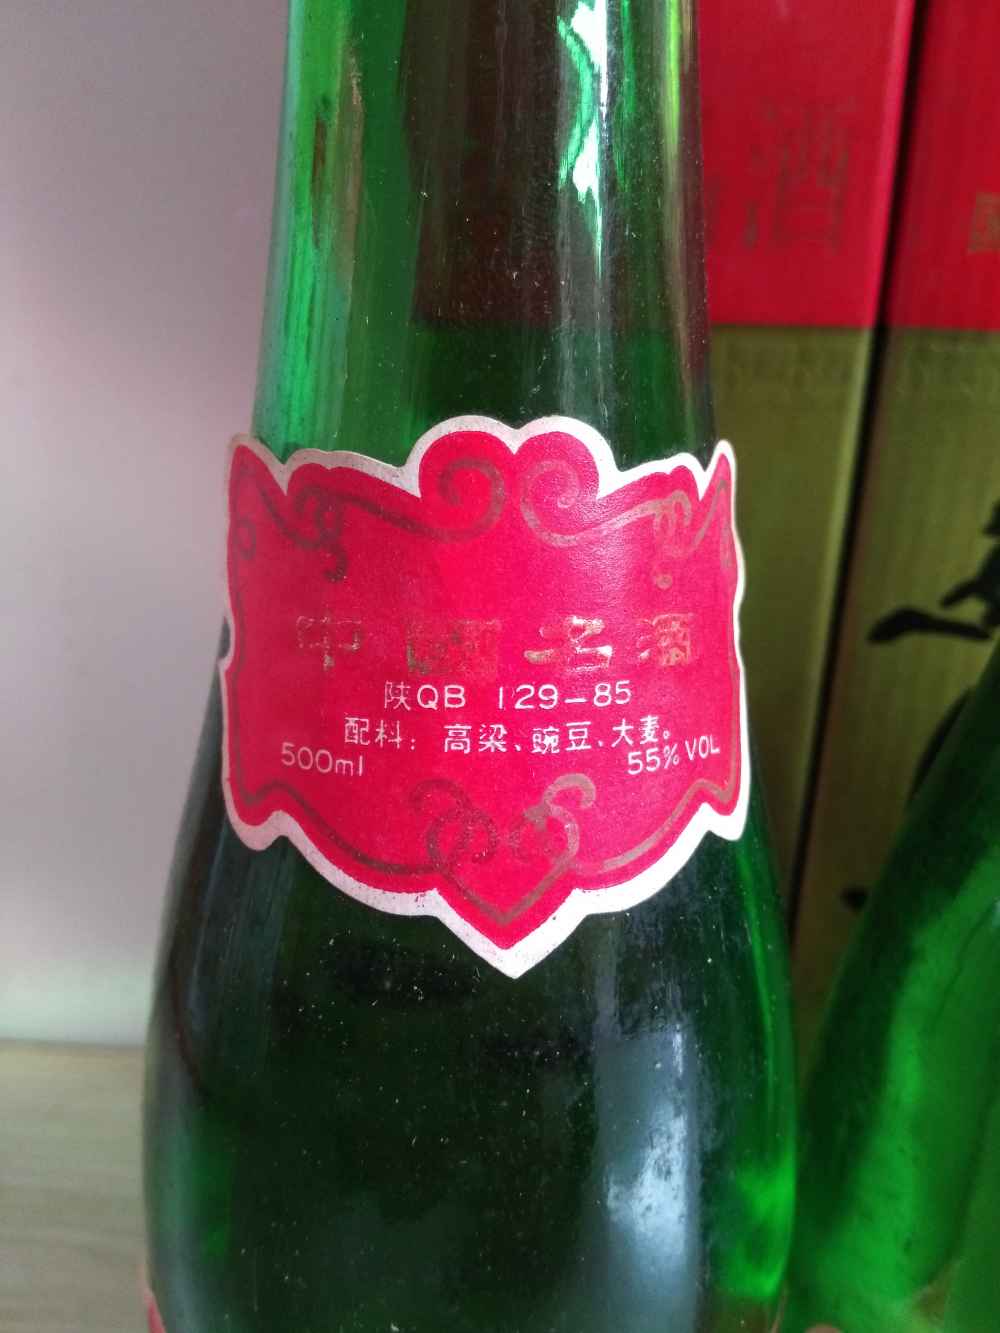 酒
中國名酒
陕QB 129-85
配料：高粱、豌豆、大麦。
500ml 55% VOL